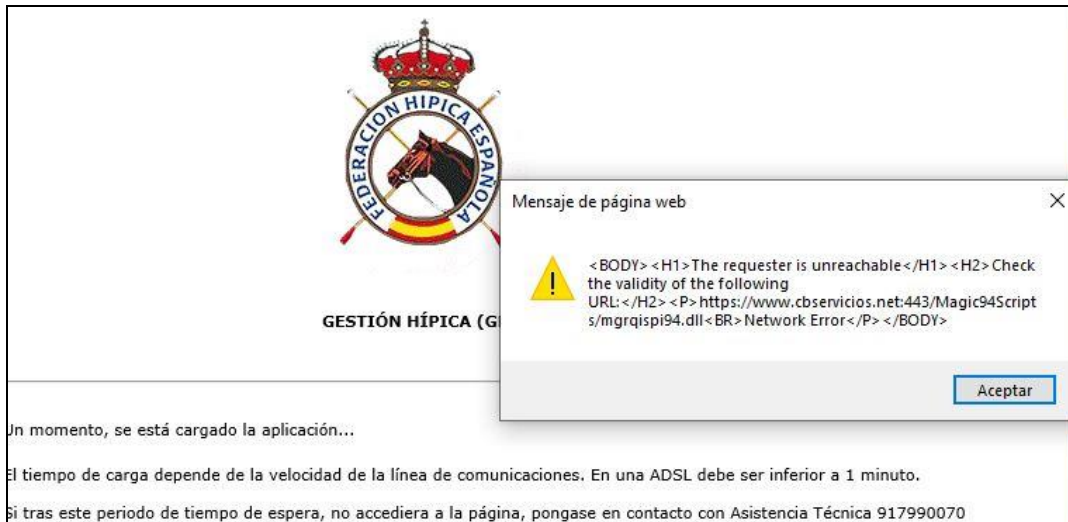 FEDERACION HIPICA ESPAÑOLA
Mensaje de página web
<BODY><H1>The requester is unreachable</H1><H2>Check
the validity of the following
URL:</H2><P>https://www.cbservicios.net:443/Magic94Script
s/mgrqispi94.dll<BR>Network Error</P></BODY>
Aceptar
GESTIÓN HÍPICA (G
Un momento, se está cargado la aplicación...
El tiempo de carga depende de la velocidad de la línea de comunicaciones. En una ADSL debe ser inferior a 1 minuto.
Si tras este periodo de tiempo de espera, no accediera a la página, pongase en contacto con Asistencia Técnica 917990070